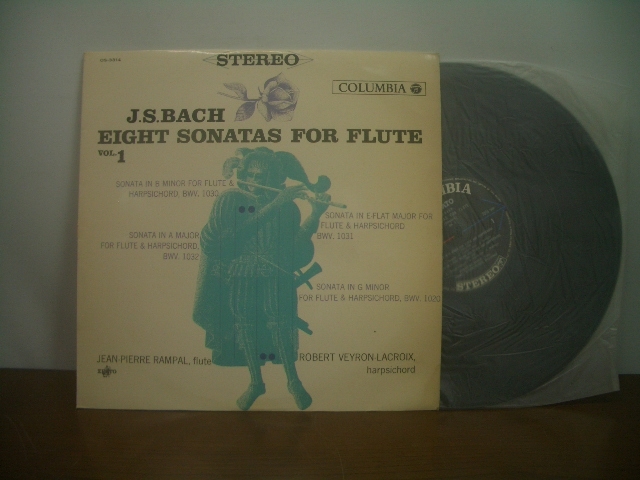 STEREO
COLUMBIA
J.S.BACH
EIGHT SONATAS FOR FLUTE
VOL.1
SONATA IN B MINOR FOR FLUTE &
HARPSICHORD, BWV. 1030
SONATA IN E-FLAT MAJOR FOR
FLUTE & HARPSICHORD
BWV. 1031
SONATA IN A MAJOR
FOR FLUTE & HARPSICHORD,
BWV. 1032
SONATA IN G MINOR
FOR FLUTE & HARPSICHORD, BWV.
JEAN-PIERRE RAMPAL, flute
ROBERT VEYRON-LACROIX,
harpsichord
STEREO